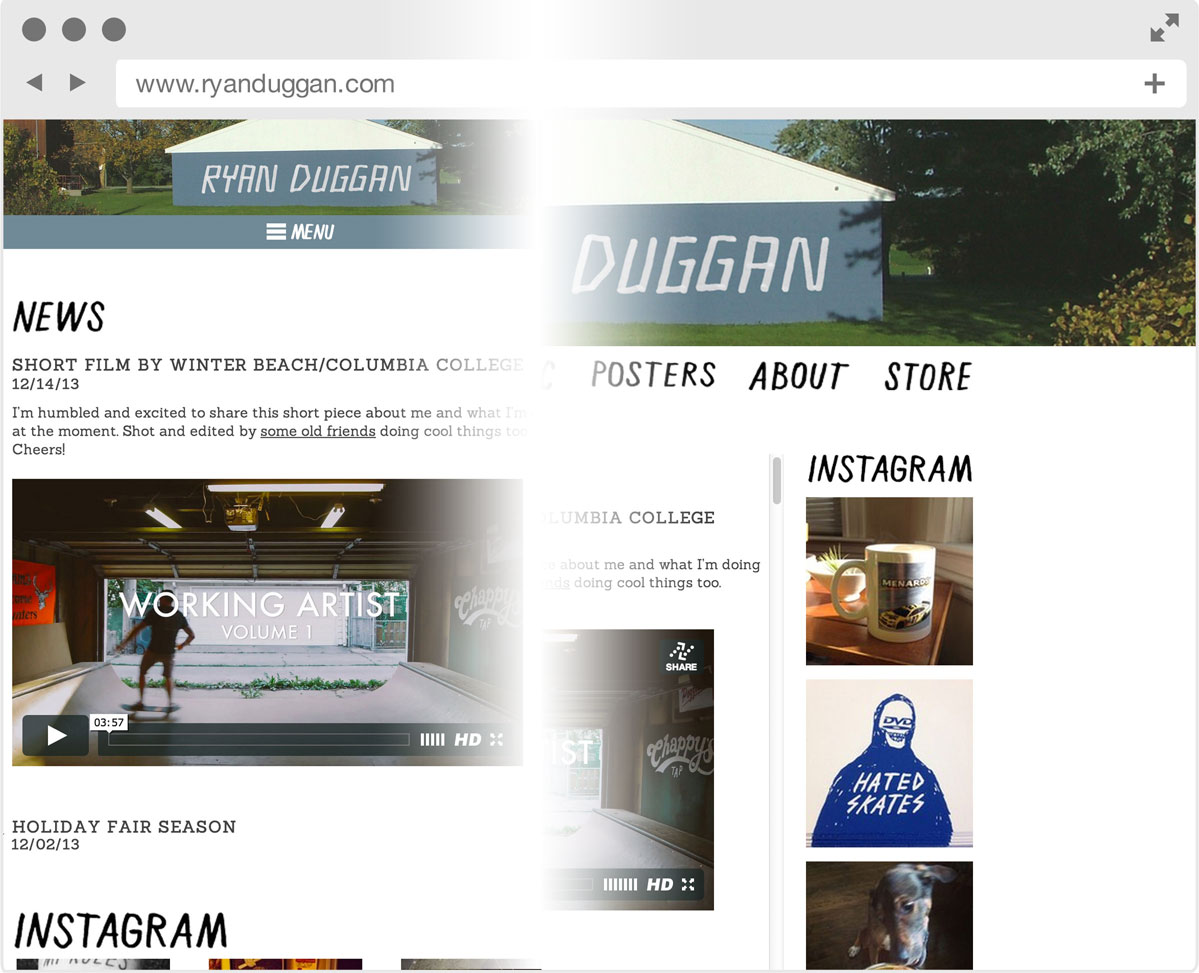 www.ryanduggan.com
RYAN DUGGAN
MENU
NEWS
SHORT FILM BY WINTER BEACH/COLUMBIA COLLEGE
12/14/13
I'm humbled and excited to share this short piece about me and what I'm
at the moment. Shot and edited by some old friends doing cool things too
Cheers!
WORKING ARTIST
VOLUME 1
Chappy's
TAP
03:57
HD
HOLIDAY FAIR SEASON
12/02/13
INSTAGRAM
DUGGAN
C POSTERS ABOUT STORE
OLUMBIA COLLEGE
about me and what I'm doing
nds doing cool things too.
SHARE
IST
Chappy's
TAP
HD
INSTAGRAM
MENARDS
DVD
HATED
SKATES